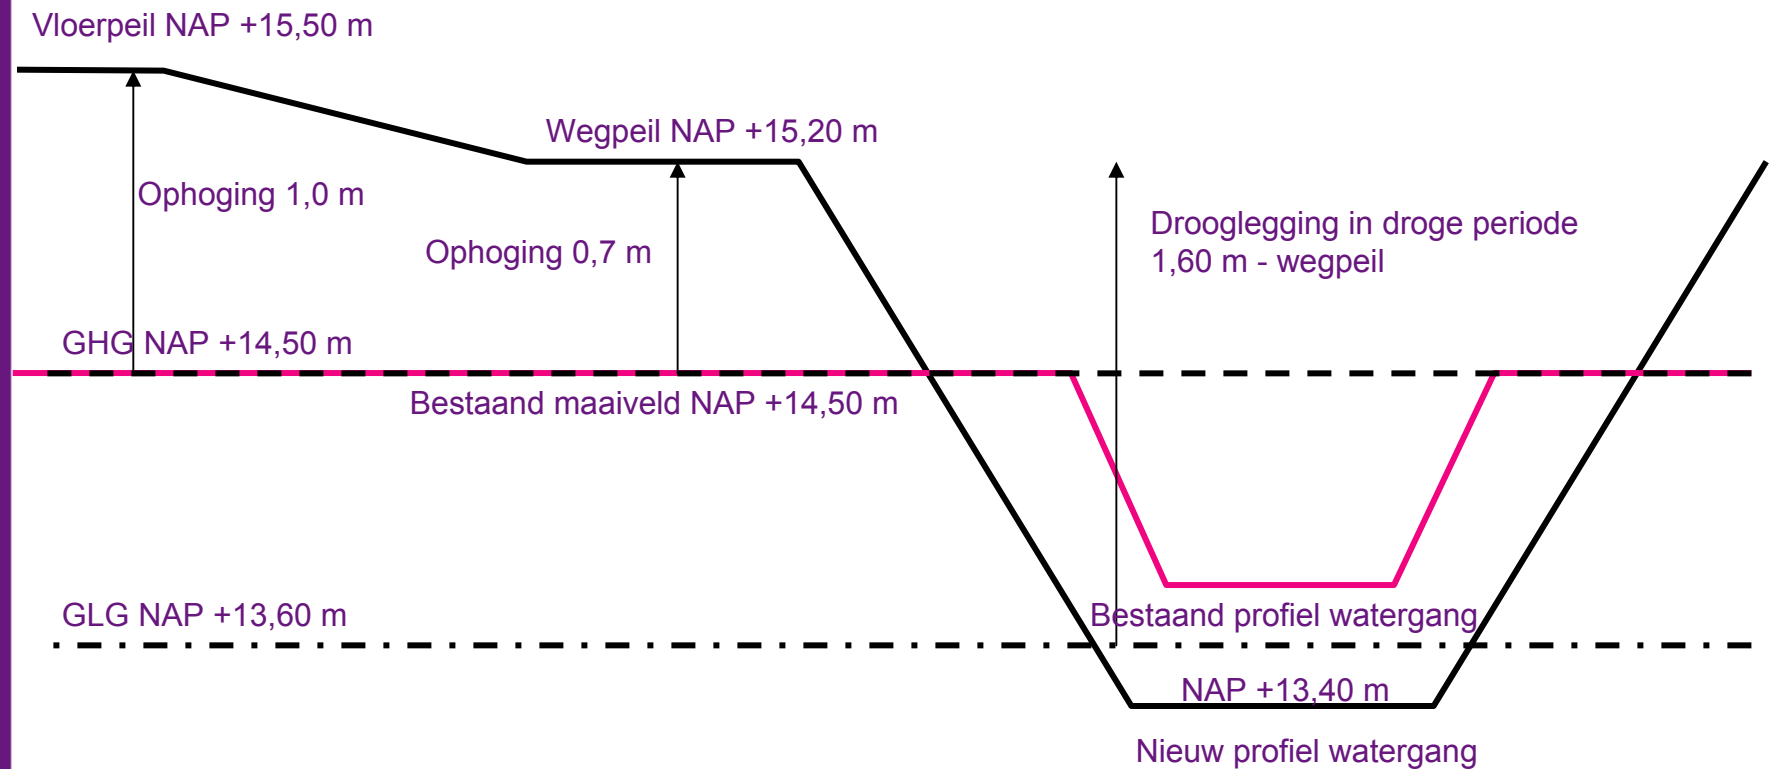 Vloerpeil NAP +15,50 m
Wegpeil NAP +15,20 m
Ophoging 1,0 m
Ophoging 0,7 m
Drooglegging in droge periode
1,60 m - wegpeil
GHG NAP +14,50 m
Bestaand maaiveld NAP +14,50 m
GLG NAP +13,60 m
Bestaand profiel watergang
NAP +13,40 m
Nieuw profiel watergang